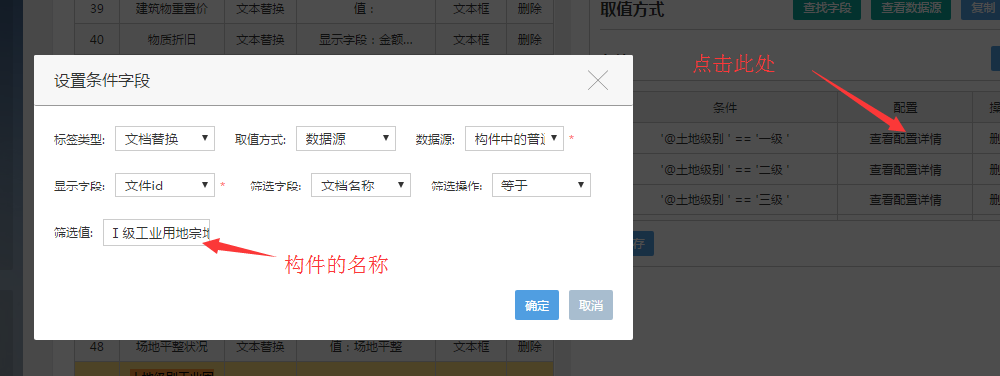 39 建筑物重置价 文本替换 值： 文本框 删除
取值方式 查找字段 查看数据源 复制
40 物质折旧 文本替换 显示字段：金额... 文本框 删除
设置条件字段
点击此处
条件 配置
标签类型: 文档替换 取值方式: 数据源 数据源: 构件中的普 *
'@土地级别 ' == '一级 ' 查看配置详情
'@土地级别 ' == '二级 ' 查看配置详情
显示字段: 文件id * 筛选字段: 文档名称 筛选操作: 等于
'@土地级别 ' == '三级 ' 查看配置详情
筛选值: Ⅰ级工业用地宗
存
构件的名称
确定 取消
48 场地平整状况 文本替换 值：场地平整 文本框 删除